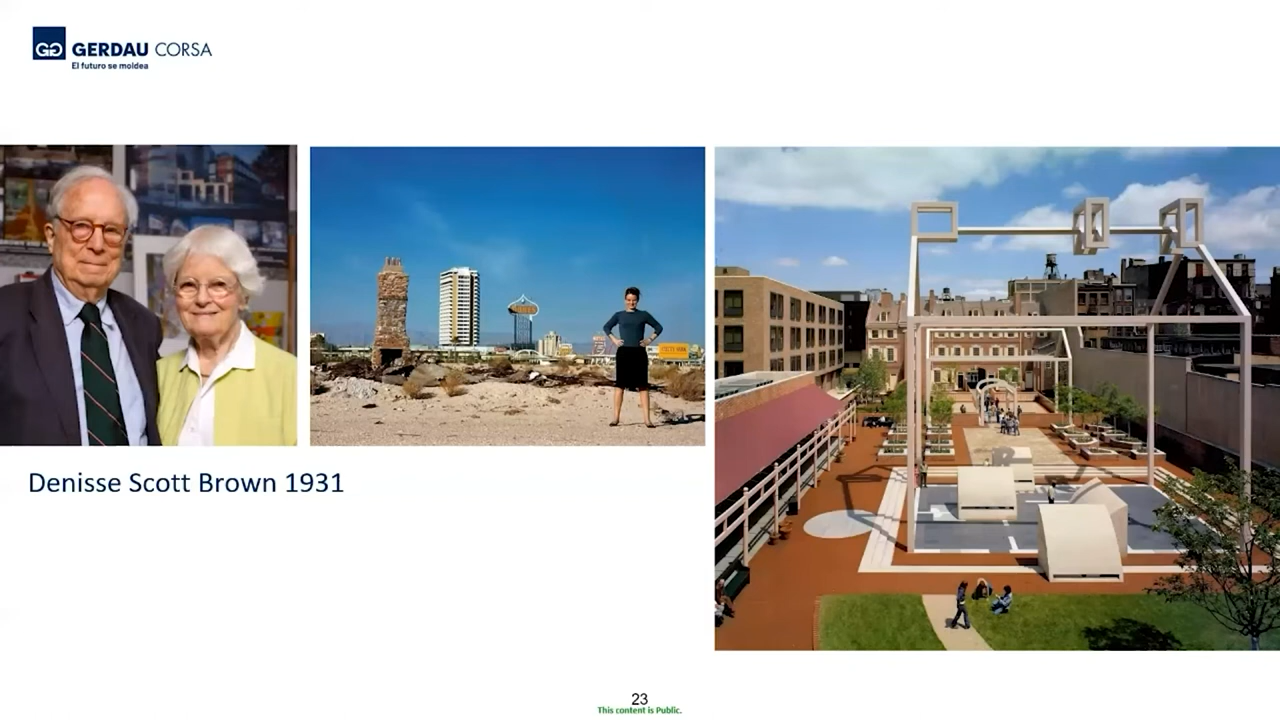 GERDAU CORSA
El futuro se moldea
Denisse Scott Brown 1931
23
This content is Public.